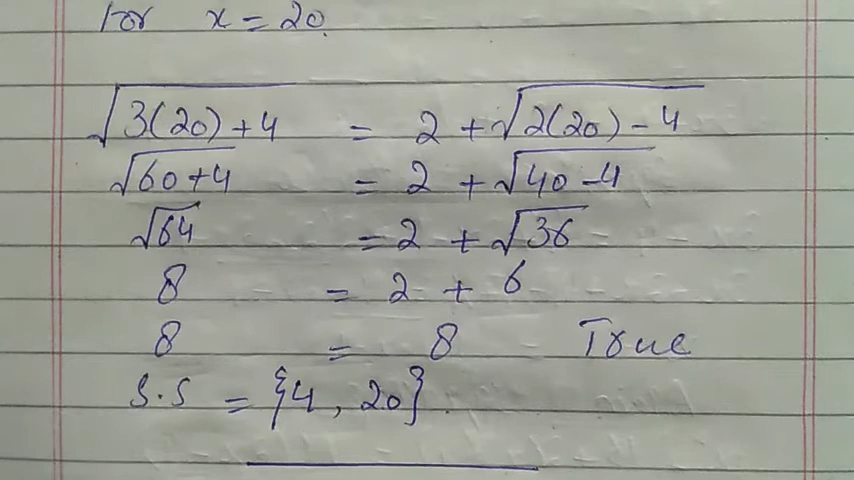 For x = 20.
√3(20) + 4 = 2 + √2(20) - 4
√60 + 4 = 2 + √40 - 4
√64 = 2 + √36
8 = 2 + 6
8 = 8 True
S.S = {4, 20}.